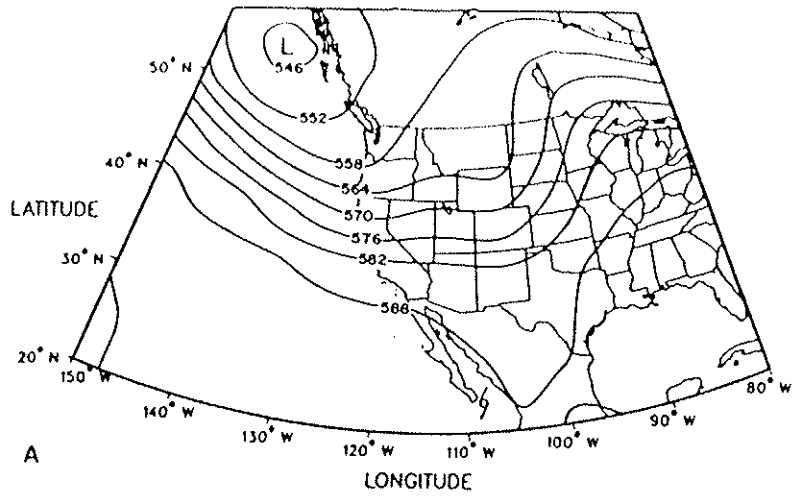 L
546
50° N
552
558
40° N
564
LATITUDE
570
576
582
30° N
588
20° N
150° W
80° W
140° W
90° W
130° W
100° W
120° W
110° W
A
LONGITUDE